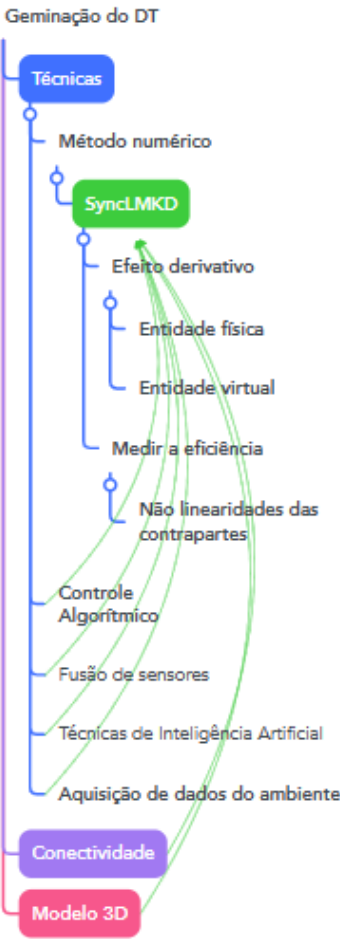 Geminação do DT
Técnicas
Método numérico
SyncLMKD
Efeito derivativo
Entidade física
Entidade virtual
Medir a eficiência
Não linearidades das
contrapartes
Controle
Algorítmico
Fusão de sensores
Técnicas de Inteligência Artificial
Aquisição de dados do ambiente
Conectividade
Modelo 3D